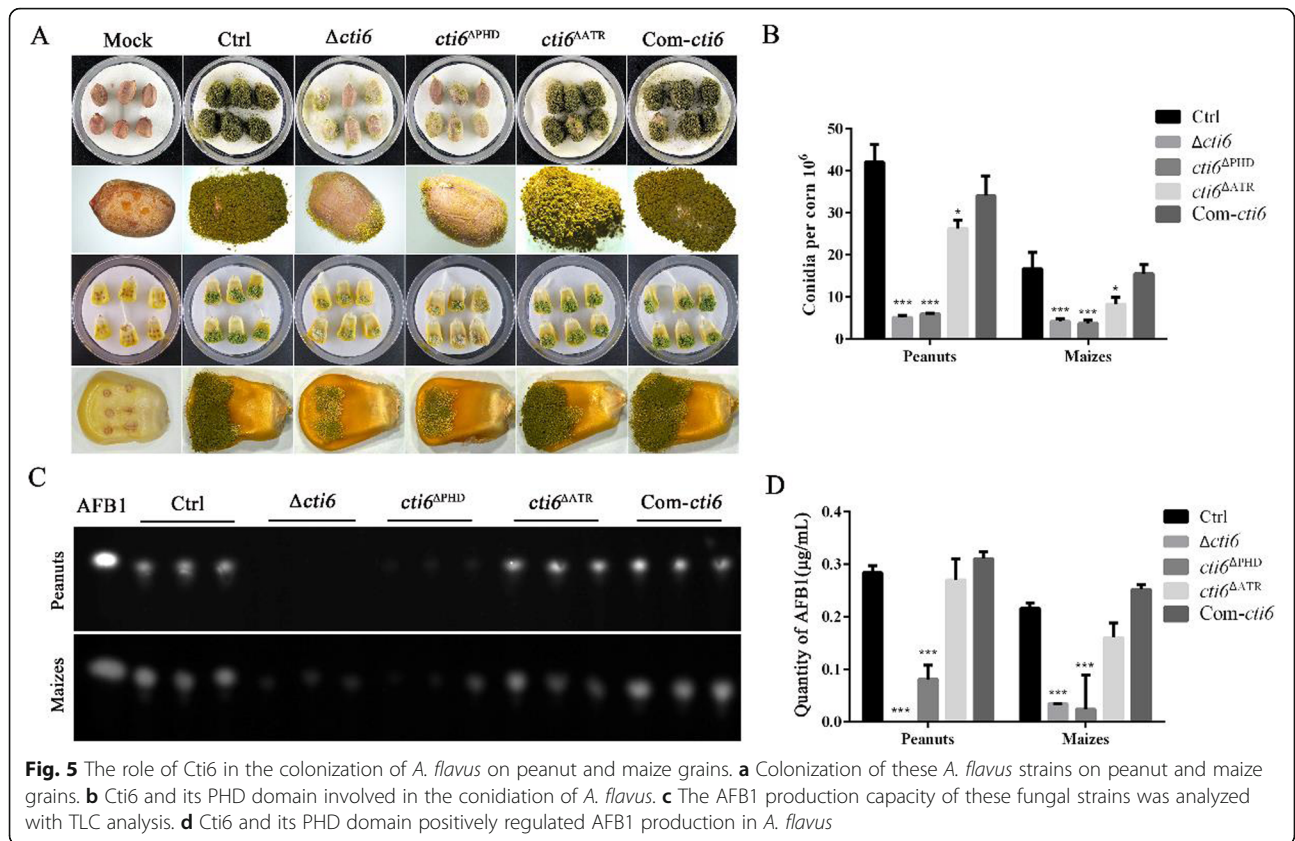 A
Mock Ctrl Δcti6 cti6ΔPHD cti6ΔATR Com-cti6
B
Conidia per corn 10⁶
50
40
30
20
10
0
*** *** * *** *** *
Peanuts Maizes
Ctrl
Δcti6
cti6ΔPHD
cti6ΔATR
Com-cti6
C
AFB1 Ctrl Δcti6 cti6ΔPHD cti6ΔATR Com-cti6
Peanuts
Maizes
D
Quantity of AFB1(μg/mL)
0.4
0.3
0.2
0.1
0.0
*** *** *** ***
Peanuts Maizes
Ctrl
Δcti6
cti6ΔPHD
cti6ΔATR
Com-cti6
Fig. 5 The role of Cti6 in the colonization of A. flavus on peanut and maize grains. a Colonization of these A. flavus strains on peanut and maize
grains. b Cti6 and its PHD domain involved in the conidiation of A. flavus. c The AFB1 production capacity of these fungal strains was analyzed
with TLC analysis. d Cti6 and its PHD domain positively regulated AFB1 production in A. flavus